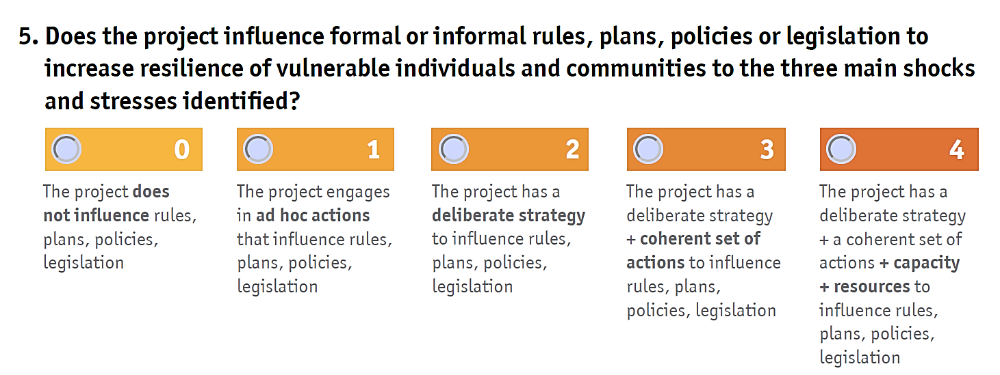 5. Does the project influence formal or informal rules, plans, policies or legislation to
increase resilience of vulnerable individuals and communities to the three main shocks
and stresses identified?
0
The project does
not influence rules,
plans, policies,
legislation
1
The project engages
in ad hoc actions
that influence rules,
plans, policies,
legislation
2
The project has a
deliberate strategy
to influence rules,
plans, policies,
legislation
3
The project has a
deliberate strategy
+ coherent set of
actions to influence
rules, plans,
policies, legislation
4
The project has a
deliberate strategy
+ a coherent set of
actions + capacity
+ resources to
influence rules,
plans, policies,
legislation